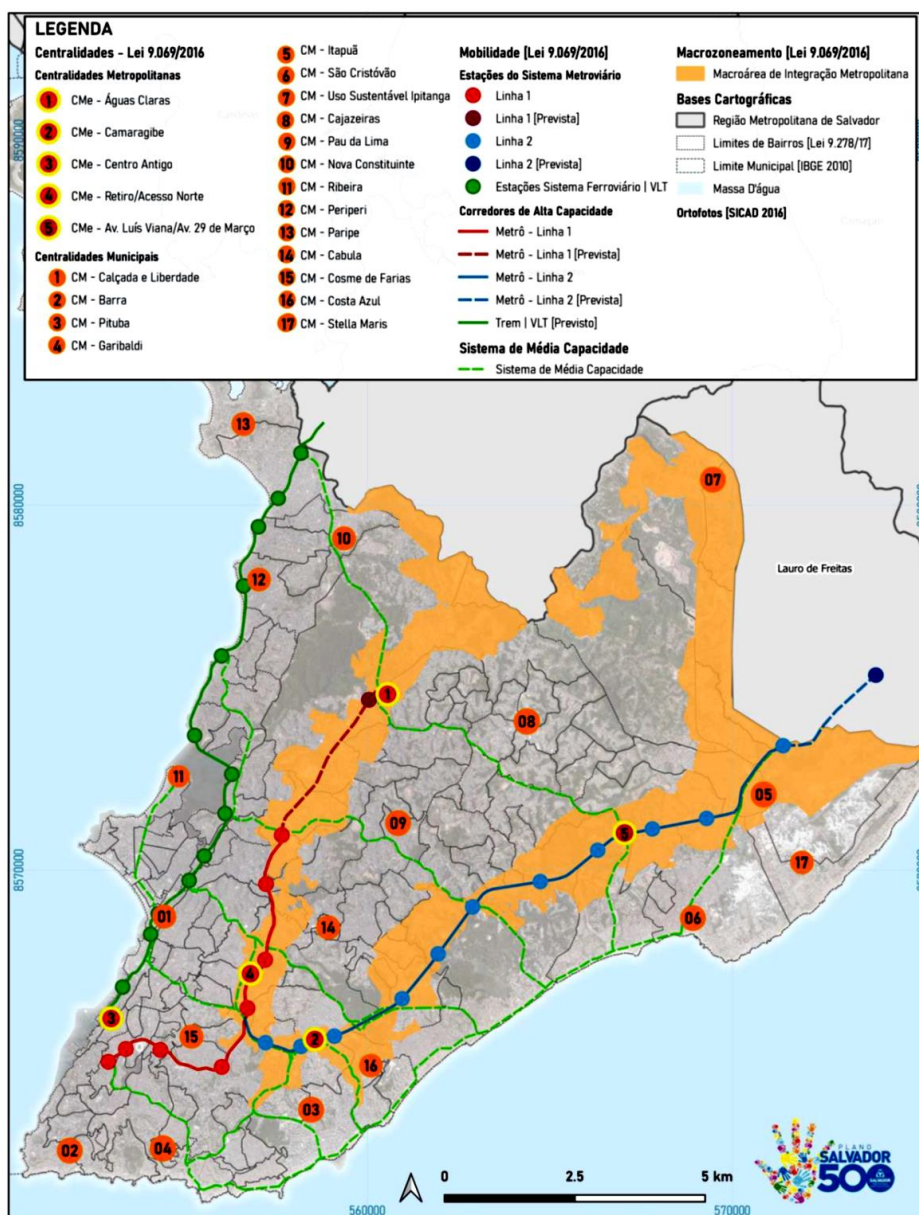 LEGENDA
Centralidades - Lei 9.069/2016
Centralidades Metropolitanas
1 CMe - Águas Claras
2 CMe - Camaragibe
3 CMe - Centro Antigo
4 CMe - Retiro/Acesso Norte
5 CMe - Av. Luís Viana/Av. 29 de Março
Centralidades Municipais
1 CM - Calçada e Liberdade
2 CM - Barra
3 CM - Pituba
4 CM - Garibaldi
5 CM - Itapuã
6 CM - São Cristóvão
7 CM - Uso Sustentável Ipitanga
8 CM - Cajazeiras
9 CM - Pau da Lima
10 CM - Nova Constituinte
11 CM - Ribeira
12 CM - Periperi
13 CM - Paripe
14 CM - Cabula
15 CM - Cosme de Farias
16 CM - Costa Azul
17 CM - Stella Maris
Mobilidade [Lei 9.069/2016]
Estações do Sistema Metroviário
Linha 1
Linha 1 [Prevista]
Linha 2
Linha 2 [Prevista]
Estações Sistema Ferroviário | VLT
Corredores de Alta Capacidade
Metrô - Linha 1
Metrô - Linha 1 [Prevista]
Metrô - Linha 2
Metrô - Linha 2 [Prevista]
Trem | VLT [Previsto]
Sistema de Média Capacidade
Sistema de Média Capacidade
Macrozoneamento [Lei 9.069/2016]
Macroárea de Integração Metropolitana
Bases Cartográficas
Região Metropolitana de Salvador
Limites de Bairros [Lei 9.278/17]
Limite Municipal [IBGE 2010]
Massa D'água
Ortofotos [SICAD 2016]
8590000
13
07
8580000
10
Lauro de Freitas
12
1
08
11
05
09
5
17
8570000
01
14
06
4
3
15
2
16
03
02
04
0 2.5 5 km
PLANO
SALVADOR
500
560000
570000